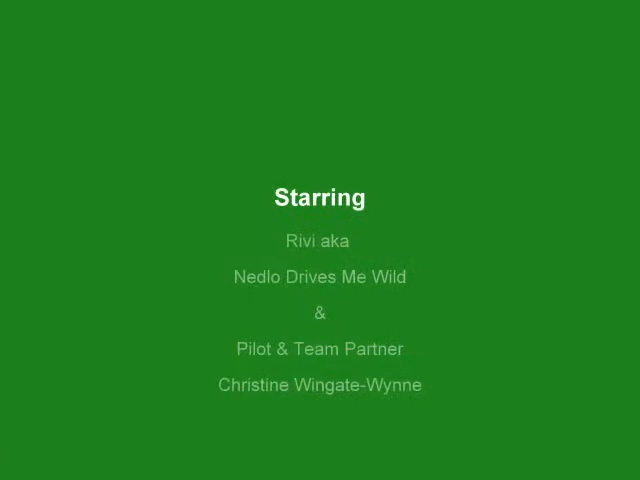 Starring
Rivi aka
Nedlo Drives Me Wild
&
Pilot & Team Partner
Christine Wingate-Wynne